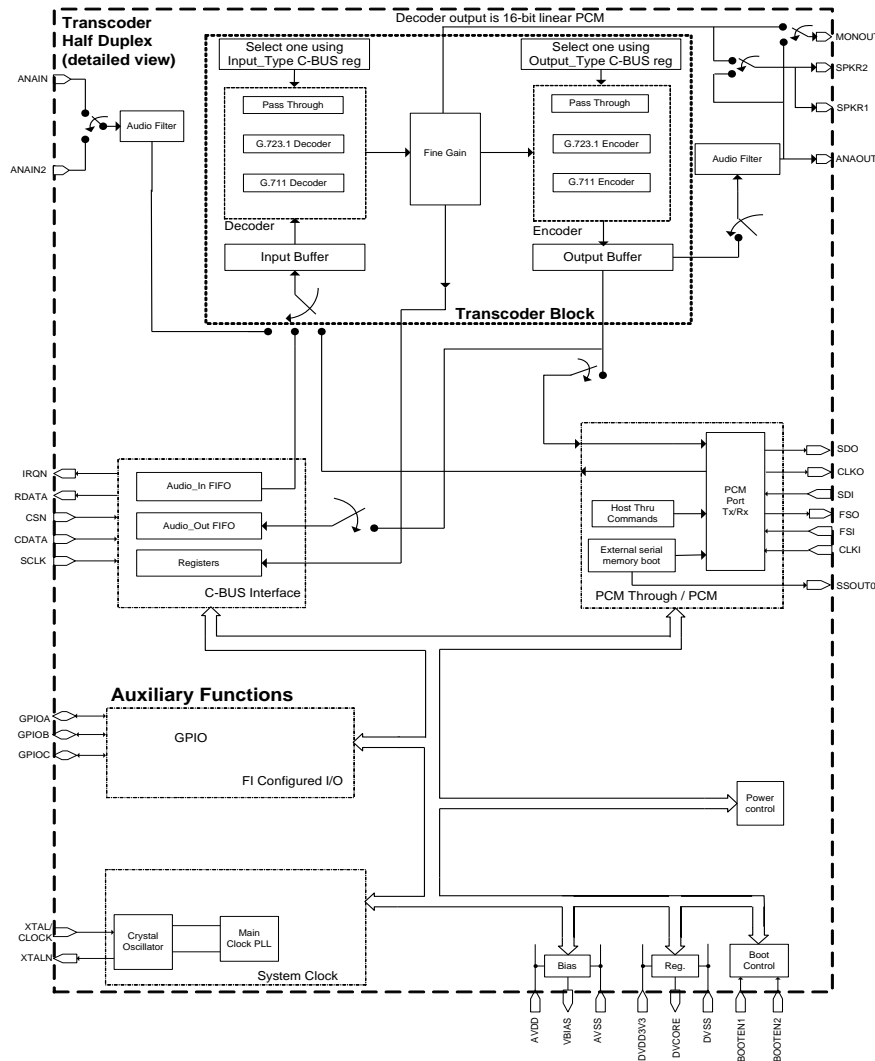 Transcoder
Half Duplex
(detailed view)
Decoder output is 16-bit linear PCM
Select one using
Input_Type C-BUS reg
Select one using
Output_Type C-BUS reg
Pass Through
G.723.1 Decoder
G.711 Decoder
Decoder
Input Buffer
Fine Gain
Pass Through
G.723.1 Encoder
G.711 Encoder
Encoder
Output Buffer
Transcoder Block
ANAIN
ANAIN2
Audio Filter
Audio Filter
MONOUT
SPKR2
SPKR1
ANAOUT
IRQN
RDATA
CSN
CDATA
SCLK
Audio_In FIFO
Audio_Out FIFO
Registers
C-BUS Interface
Host Thru
Commands
External serial
memory boot
PCM
Port
Tx/Rx
PCM Through / PCM
SDO
CLKO
SDI
FSO
FSI
CLKI
SSOUT0
Auxiliary Functions
GPIOA
GPIOB
GPIOC
GPIO
FI Configured I/O
Power
control
XTAL/
CLOCK
XTALN
Crystal
Oscillator
Main
Clock PLL
System Clock
Bias
Reg.
Boot
Control
AVDD
VBIAS
AVSS
DVDD3V3
DVCORE
DVSS
BOOTEN1
BOOTEN2